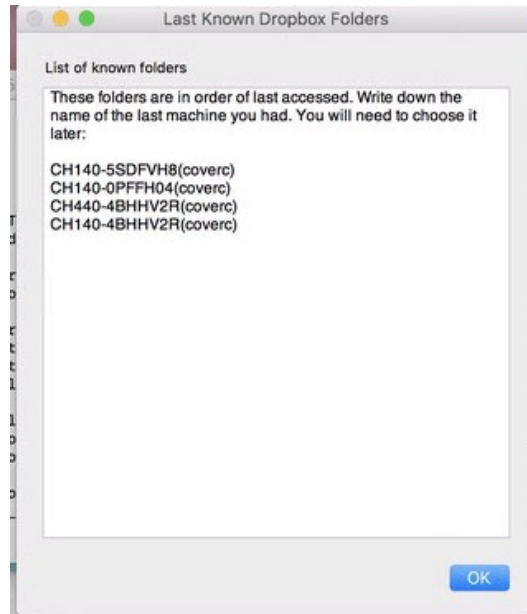 Last Known Dropbox Folders
List of known folders
These folders are in order of last accessed. Write down the
name of the last machine you had. You will need to choose it
later:
CH140-5SDFVH8(coverc)
CH140-0PFFH04(coverc)
CH440-4BHHV2R(coverc)
CH140-4BHHV2R(coverc)
OK